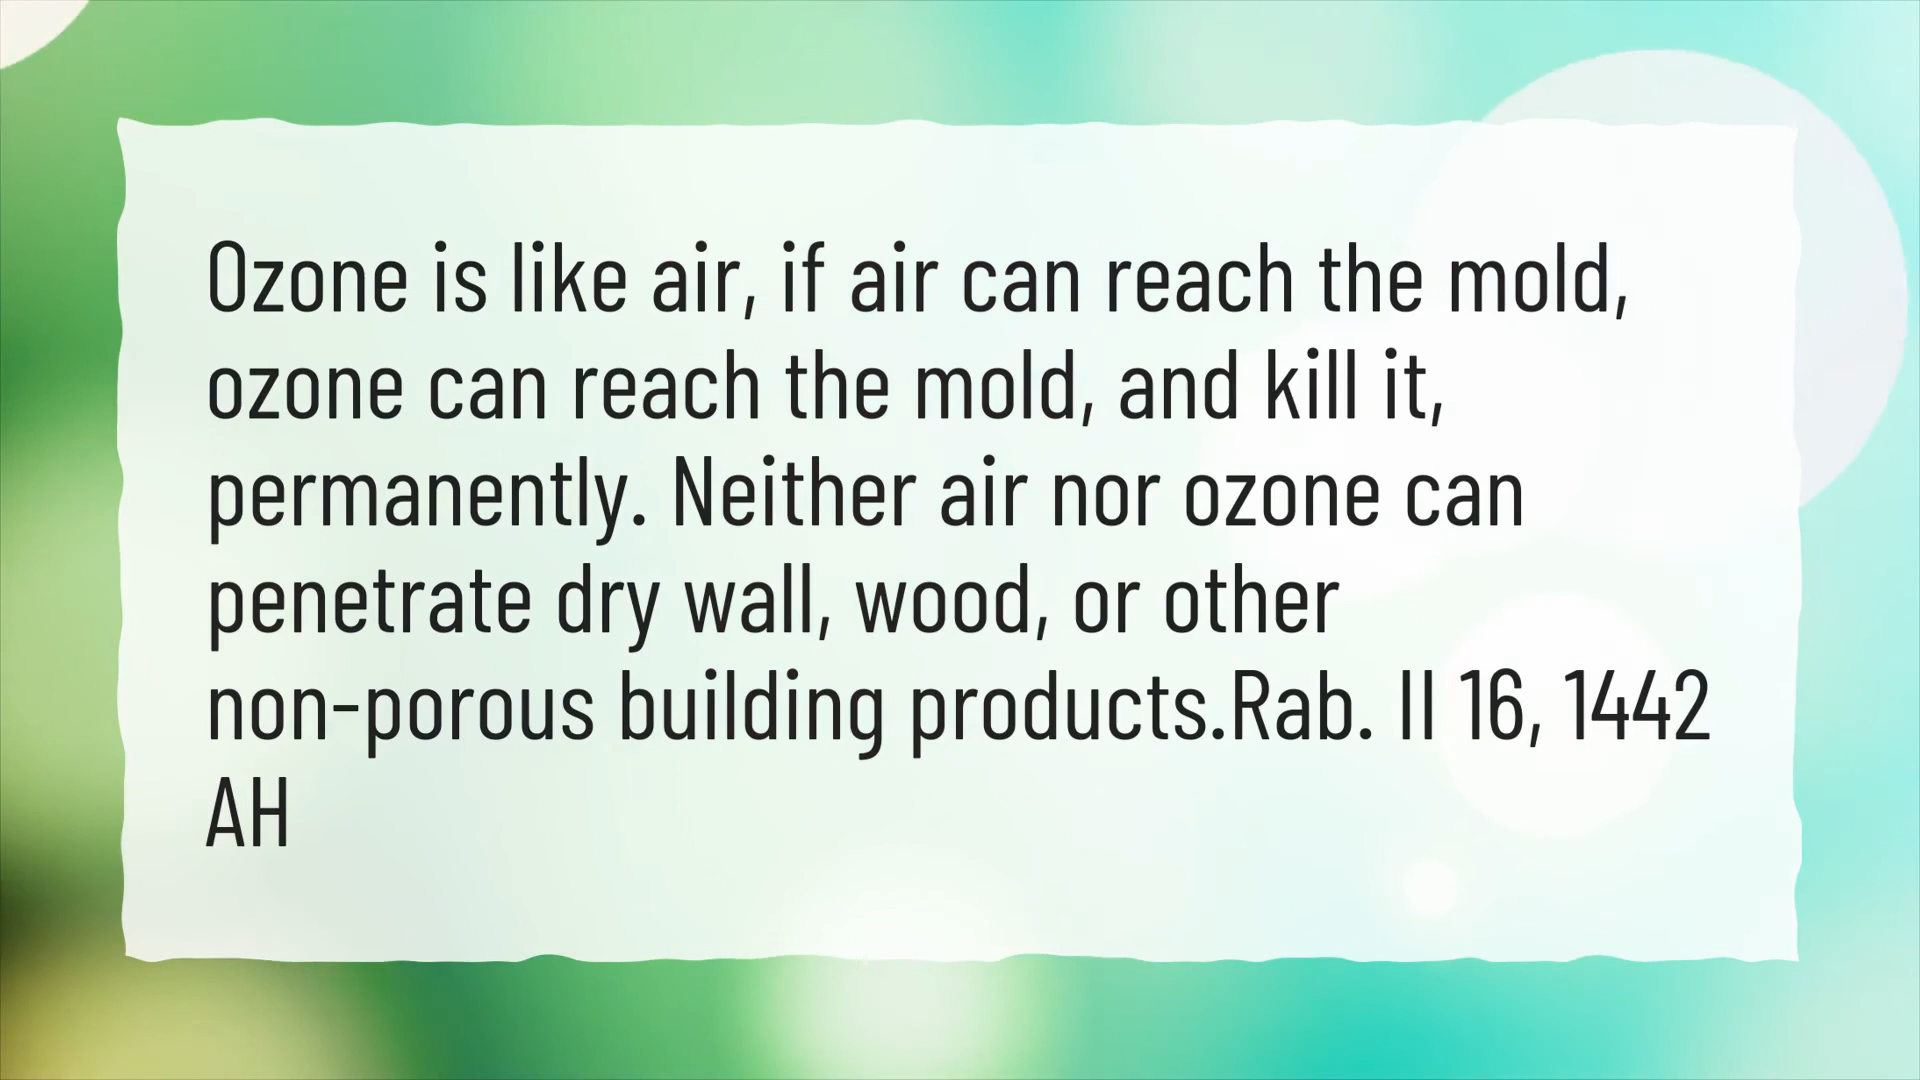 Ozone is like air, if air can reach the mold,
ozone can reach the mold, and kill it,
permanently. Neither air nor ozone can
penetrate dry wall, wood, or other
non-porous building products.Rab. II 16, 1442
AH